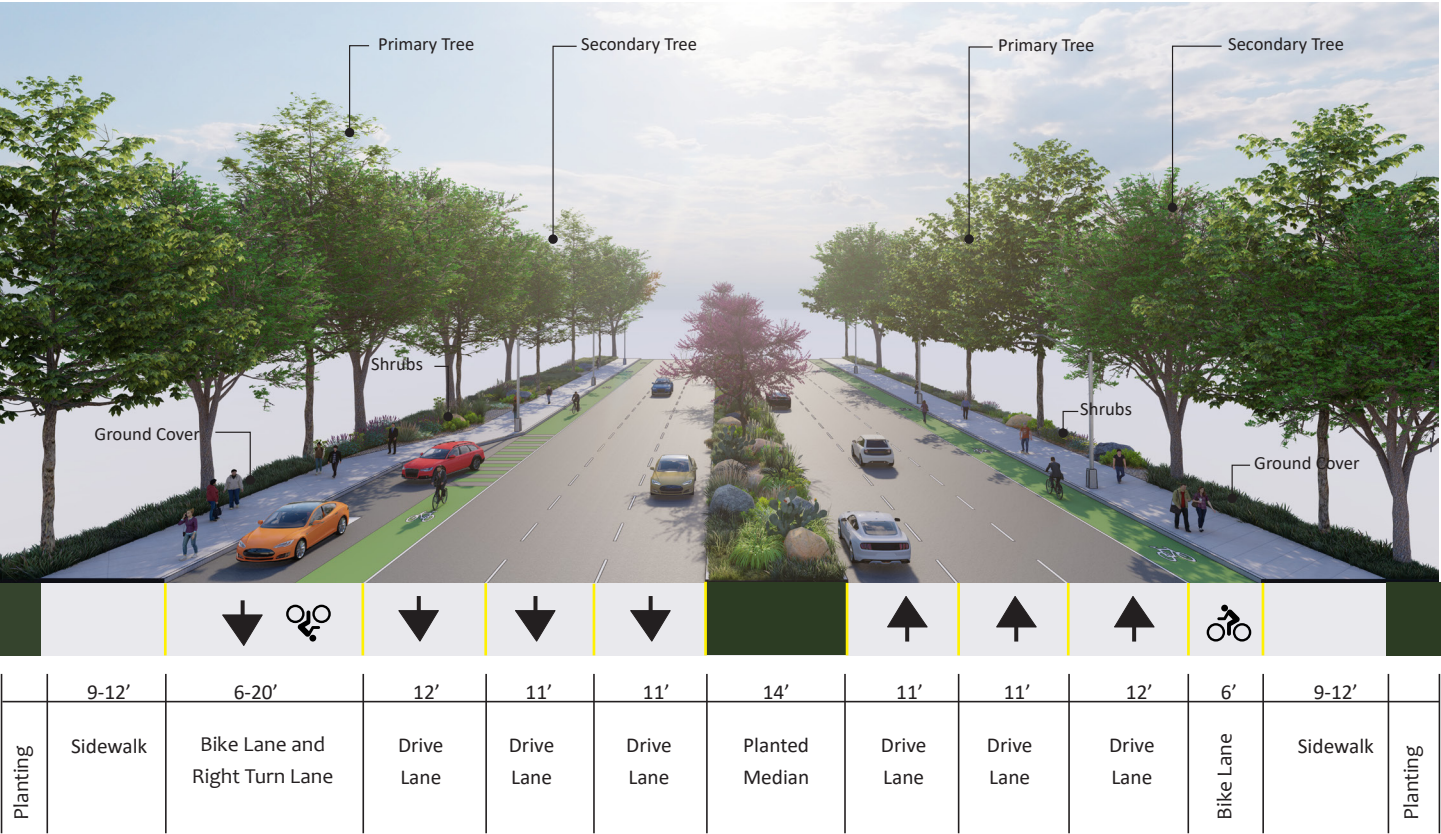 Primary Tree
Secondary Tree
Primary Tree
Secondary Tree
Shrubs
Ground Cover
Shrubs
Ground Cover
9-12’
6-20’
12’
11’
11’
14’
11’
11’
12’
6’
9-12’
Planting
Sidewalk
Bike Lane and
Right Turn Lane
Drive
Lane
Drive
Lane
Drive
Lane
Planted
Median
Drive
Lane
Drive
Lane
Drive
Lane
Bike Lane
Sidewalk
Planting